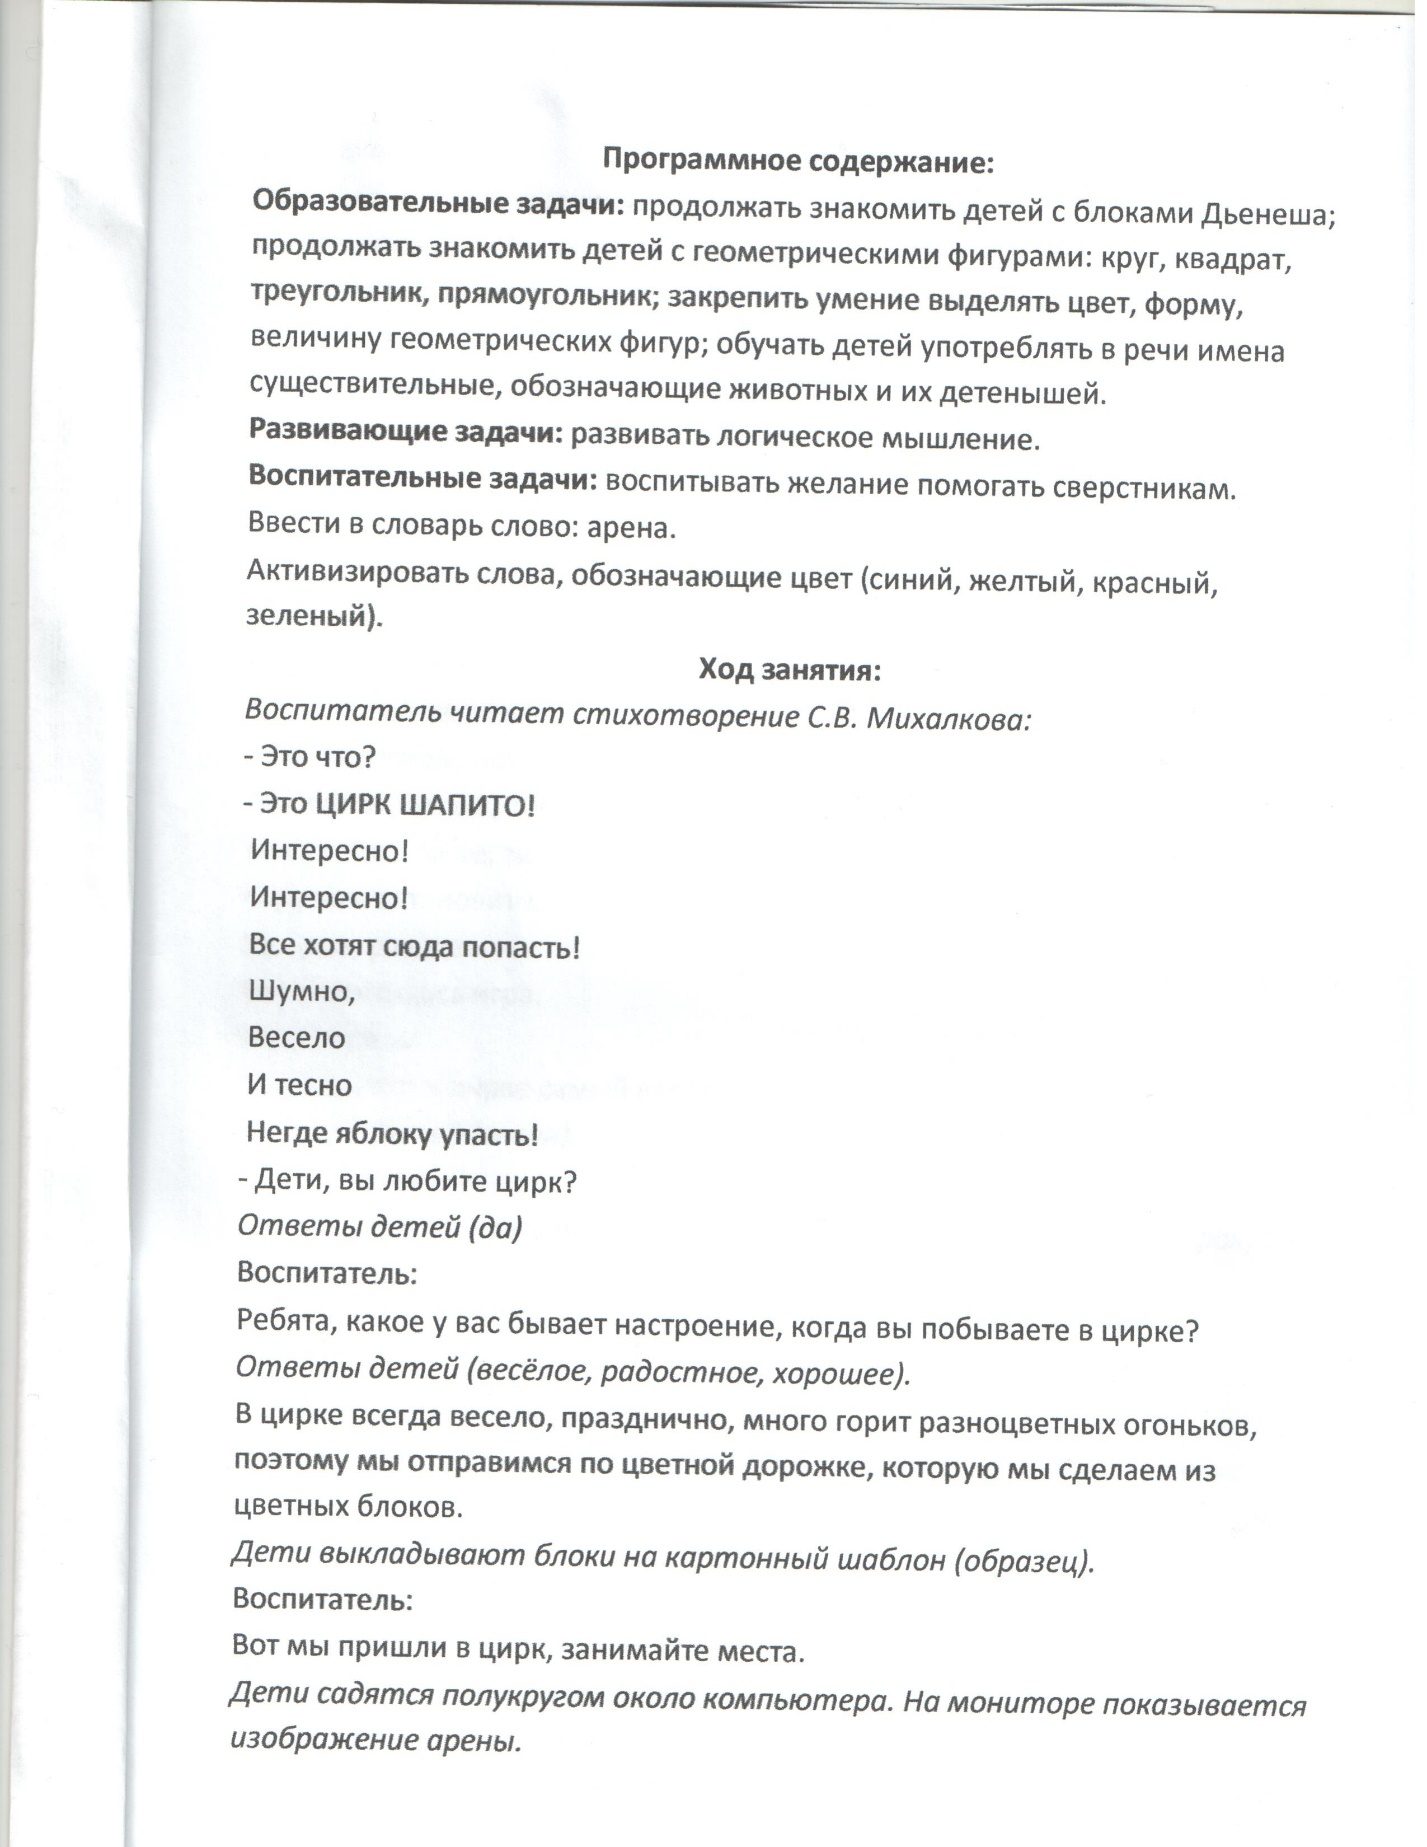 Программное содержание:
Образовательные задачи: продолжать знакомить детей с блоками Дьенеша;
продолжать знакомить детей с геометрическими фигурами: круг, квадрат,
треугольник, прямоугольник; закрепить умение выделять цвет, форму,
величину геометрических фигур; обучать детей употреблять в речи имена
существительные, обозначающие животных и их детенышей.
Развивающие задачи: развивать логическое мышление.
Воспитательные задачи: воспитывать желание помогать сверстникам.
Ввести в словарь слово: арена.
Активизировать слова, обозначающие цвет (синий, желтый, красный,
зеленый).
Ход занятия:
Воспитатель читает стихотворение С.В. Михалкова:
- Это что?
- Это ЦИРК ШАПИТО!
Интересно!
Интересно!
Все хотят сюда попасть!
Шумно,
Весело
И тесно
Негде яблоку упасть!
- Дети, вы любите цирк?
Ответы детей (да)
Воспитатель:
Ребята, какое у вас бывает настроение, когда вы побываете в цирке?
Ответы детей (весёлое, радостное, хорошее).
В цирке всегда весело, празднично, много горит разноцветных огоньков,
поэтому мы отправимся по цветной дорожке, которую мы сделаем из
цветных блоков.
Дети выкладывают блоки на картонный шаблон (образец).
Воспитатель:
Вот мы пришли в цирк, занимайте места.
Дети садятся полукругом около компьютера. На мониторе показывается
изображение арены.